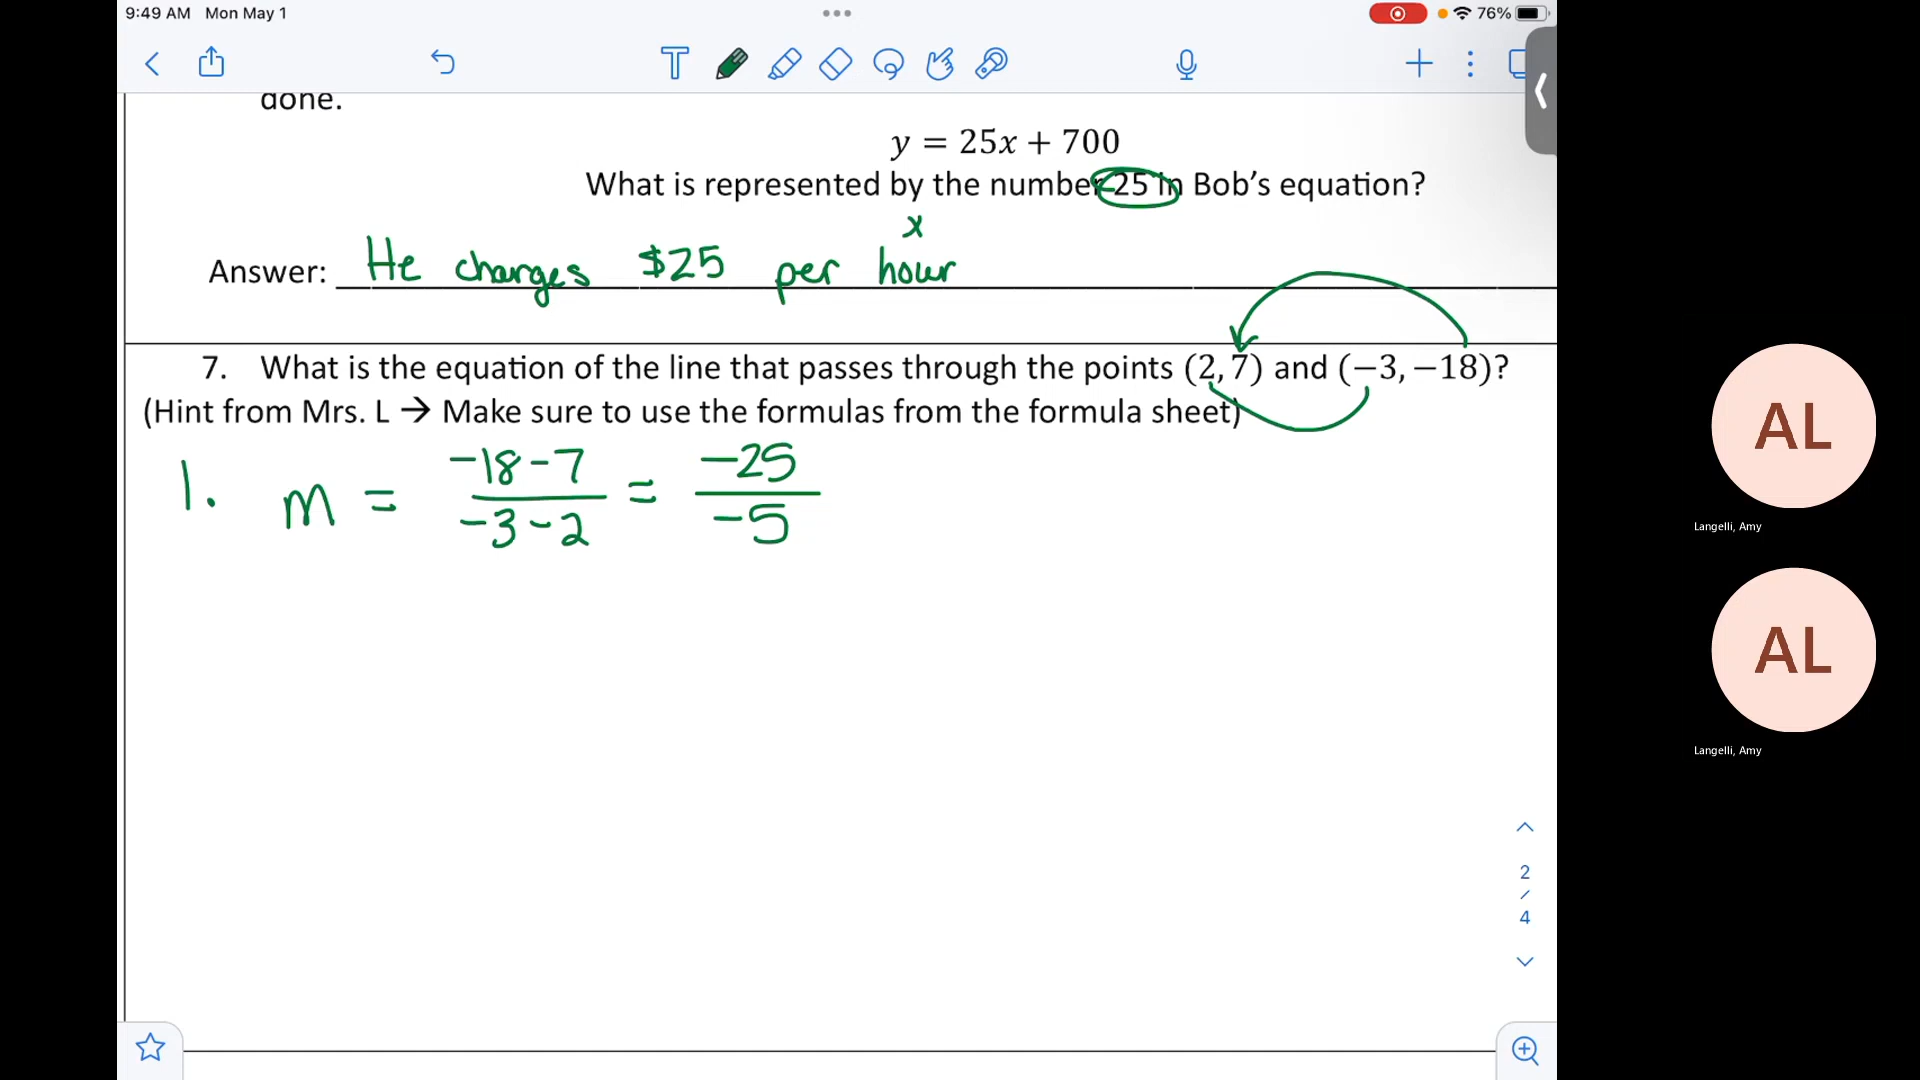 9:49 AM Mon May 1
76%
done.
y = 25x + 700
What is represented by the number 25 in Bob's equation?
x
Answer: He charges $25 per hour
7. What is the equation of the line that passes through the points (2, 7) and (−3, −18)?
(Hint from Mrs. L → Make sure to use the formulas from the formula sheet)
1. m = -18-7 / -3-2 = -25 / -5
AL
Langelli, Amy
AL
Langelli, Amy
2
/
4